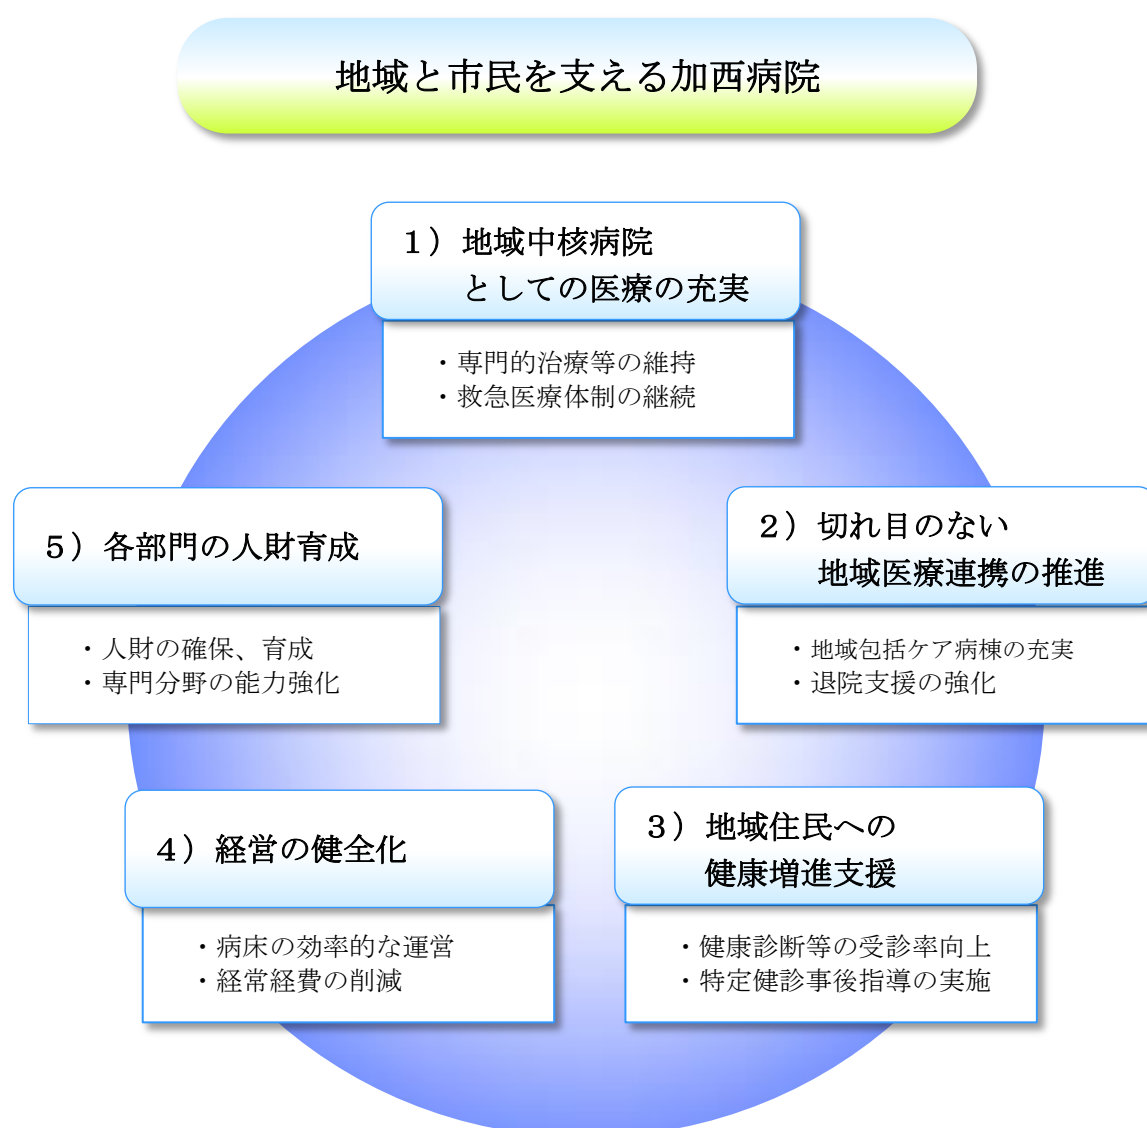 地域と市民を支える加西病院
１）地域中核病院
としての医療の充実
・専門的治療等の維持
・救急医療体制の継続
２）切れ目のない
地域医療連携の推進
・地域包括ケア病棟の充実
・退院支援の強化
３）地域住民への
健康増進支援
・健康診断等の受診率向上
・特定健診事後指導の実施
４）経営の健全化
・病床の効率的な運営
・経常経費の削減
５）各部門の人財育成
・人財の確保、育成
・専門分野の能力強化